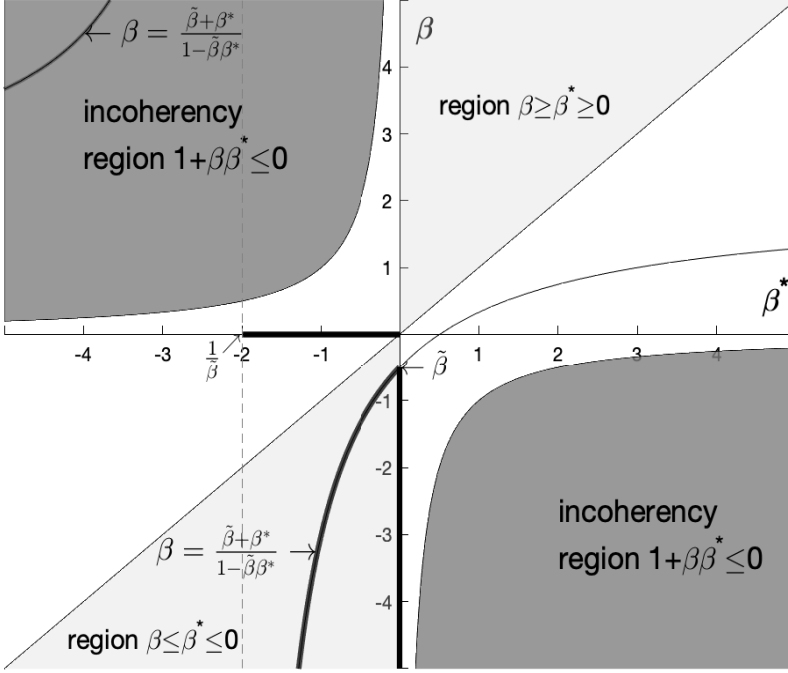 ← β = (β̃+β*)/(1−β̃β*)
β
4
incoherency
region 1+ββ*≤0
region β≥β*≥0
3
2
1
β*
-4 -3 -2 -1 1 2 3 4
1/β̃
β̃
-1
-2
-3
-4
β = (β̃+β*)/(1−β̃β*) →
incoherency
region 1+ββ*≤0
region β≤β*≤0